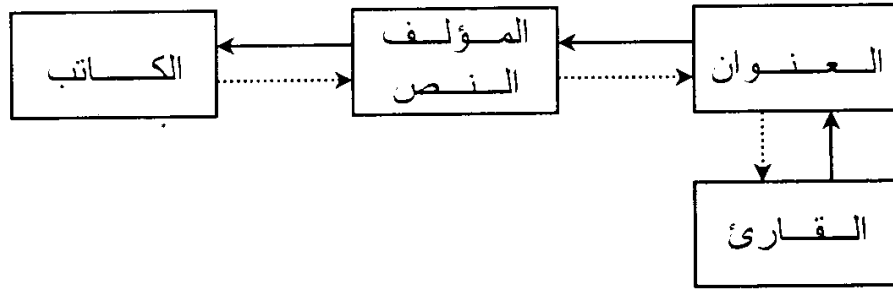 العنوان
المؤلف
النص
الكاتب
القارئ